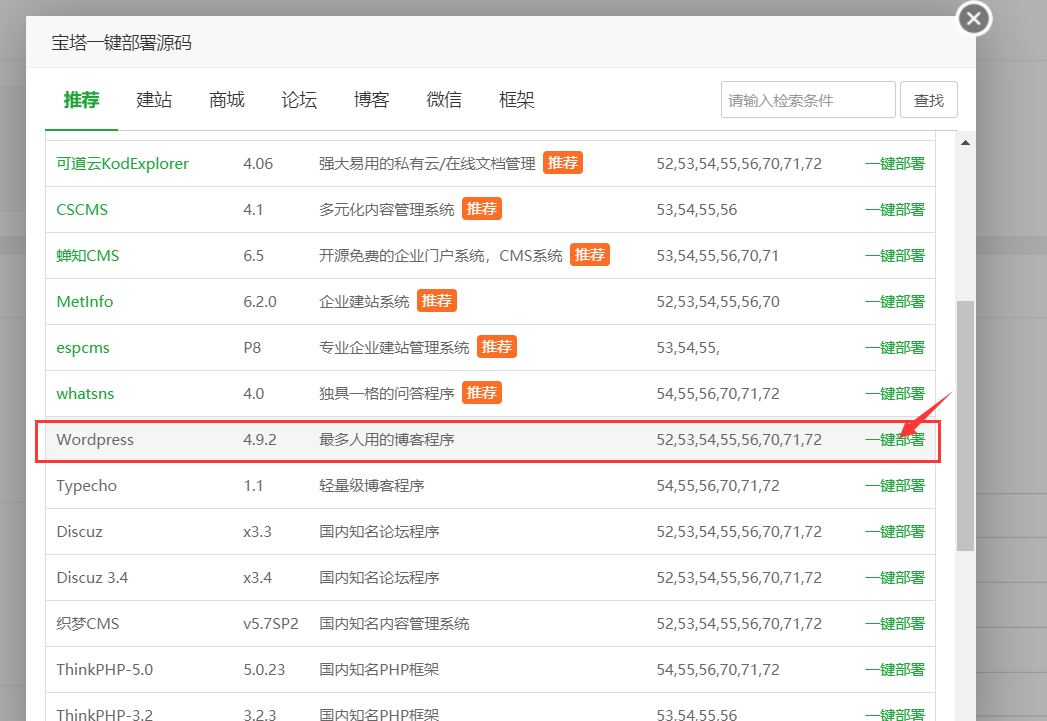 宝塔一键部署源码
推荐 建站 商城 论坛 博客 微信 框架 请输入检索条件 查找
可道云KodExplorer 4.06 强大易用的私有云/在线文档管理 推荐 52,53,54,55,56,70,71,72 一键部署
CSCMS 4.1 多元化内容管理系统 推荐 53,54,55,56 一键部署
蝉知CMS 6.5 开源免费的企业门户系统，CMS系统 推荐 53,54,55,56,70,71 一键部署
MetInfo 6.2.0 企业建站系统 推荐 52,53,54,55,56,70 一键部署
espcms P8 专业企业建站管理系统 推荐 53,54,55, 一键部署
whatsns 4.0 独具一格的问答程序 推荐 54,55,56,70,71,72 一键部署
Wordpress 4.9.2 最多人用的博客程序 52,53,54,55,56,70,71,72 一键部署
Typecho 1.1 轻量级博客程序 54,55,56,70,71,72 一键部署
Discuz x3.3 国内知名论坛程序 52,53,54,55,56,70,71,72 一键部署
Discuz 3.4 x3.4 国内知名论坛程序 52,53,54,55,56,70,71,72 一键部署
织梦CMS v5.7SP2 国内知名内容管理系统 52,53,54,55,56,70,71,72 一键部署
ThinkPHP-5.0 5.0.23 国内知名PHP框架 54,55,56,70,71,72 一键部署
ThinkPHP-3.2 3.2.3 国内知名PHP框架 53,54,55,56 一键部署